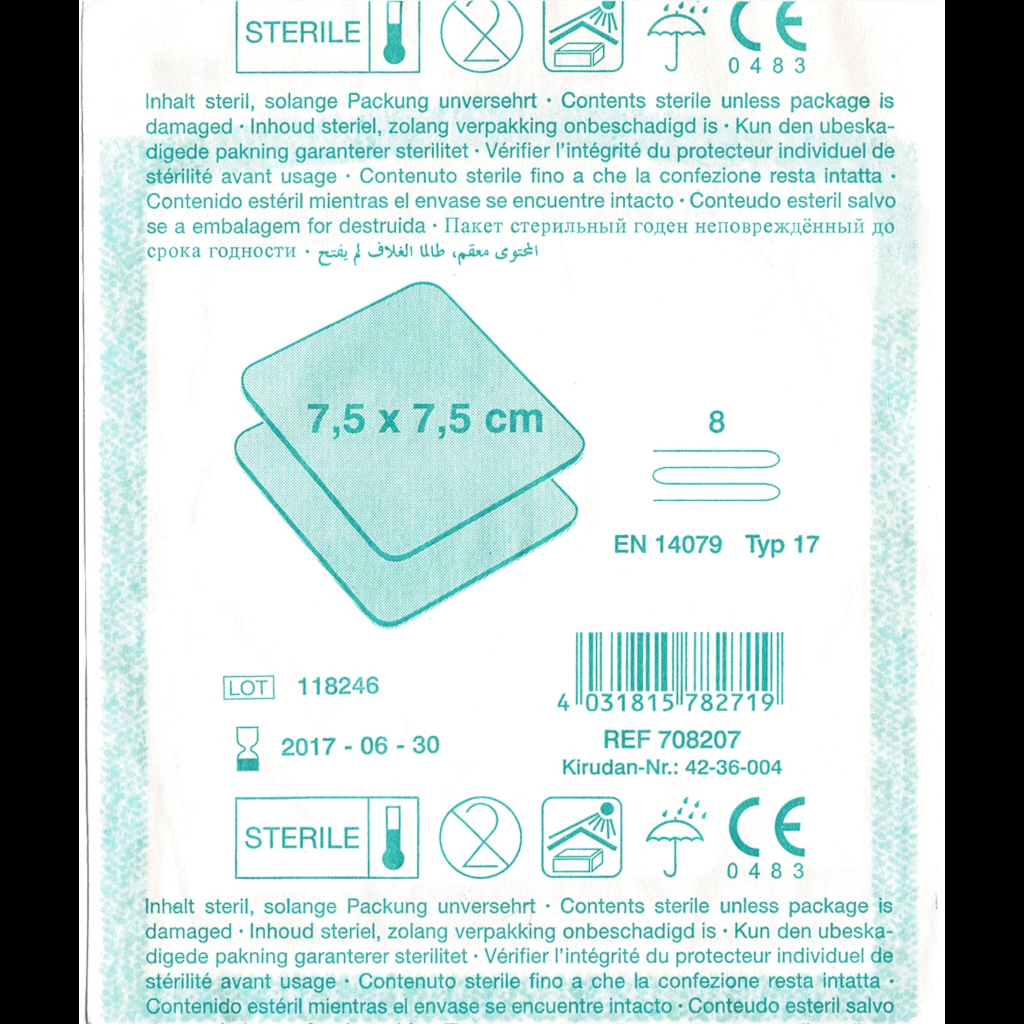 STERILE
2
CE
0483
Inhalt steril, solange Packung unversehrt · Contents sterile unless package is
damaged · Inhoud steriel, zolang verpakking onbeschadigd is · Kun den ubeska-
digede pakning garanterer sterilitet · Vérifier l'intégrité du protecteur individuel de
stérilité avant usage · Contenuto sterile fino a che la confezione resta intatta ·
Contenido estéril mientras el envase se encuentre intacto · Conteudo esteril salvo
se a embalagem for destruida · Пакет стерильный годен неповреждённый до
срока годности · المحتوى معقم، طالما الغلاف لم يفتح
7,5 x 7,5 cm
8
EN 14079 Typ 17
LOT 118246
4 031815 782719
2017 - 06 - 30
REF 708207
Kirudan-Nr.: 42-36-004
STERILE
2
CE
0483
Inhalt steril, solange Packung unversehrt · Contents sterile unless package is
damaged · Inhoud steriel, zolang verpakking onbeschadigd is · Kun den ubeska-
digede pakning garanterer sterilitet · Vérifier l'intégrité du protecteur individuel de
stérilité avant usage · Contenuto sterile fino a che la confezione resta intatta ·
Contenido estéril mientras el envase se encuentre intacto · Conteudo esteril salvo